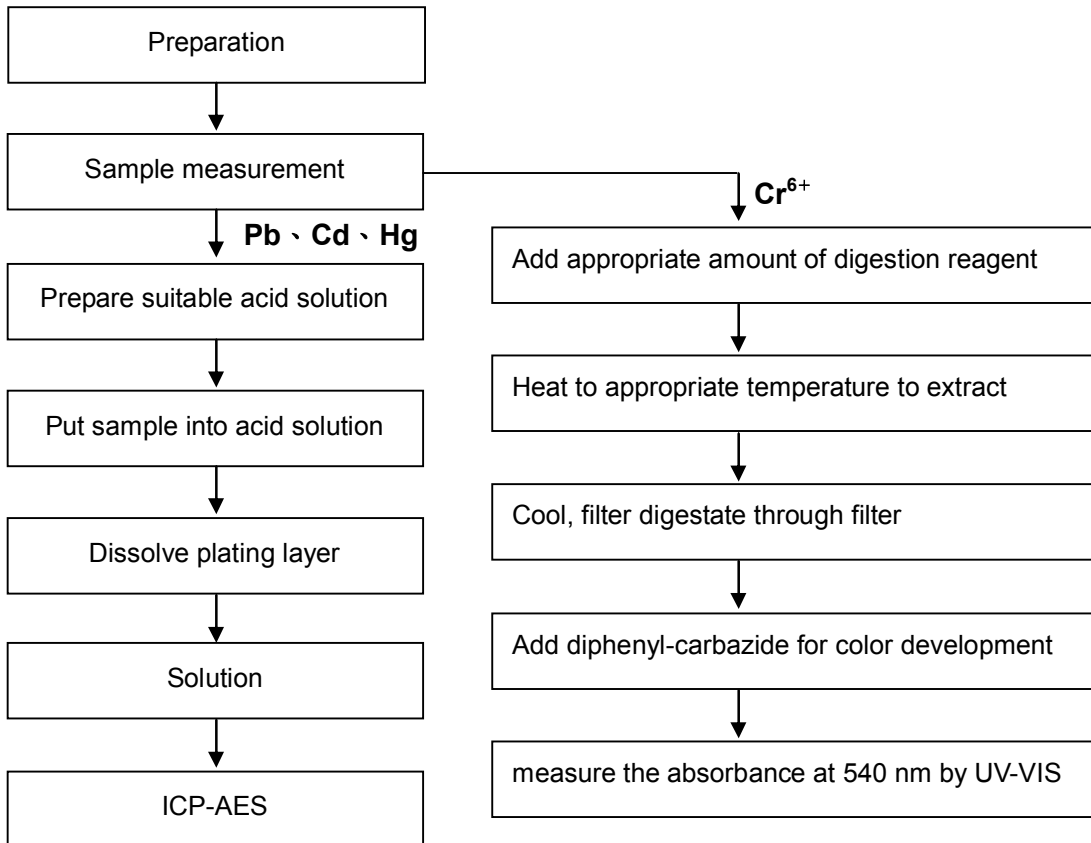 Preparation
Sample measurement
Pb、Cd、Hg
Prepare suitable acid solution
Put sample into acid solution
Dissolve plating layer
Solution
ICP-AES
Cr⁶⁺
Add appropriate amount of digestion reagent
Heat to appropriate temperature to extract
Cool, filter digestate through filter
Add diphenyl-carbazide for color development
measure the absorbance at 540 nm by UV-VIS